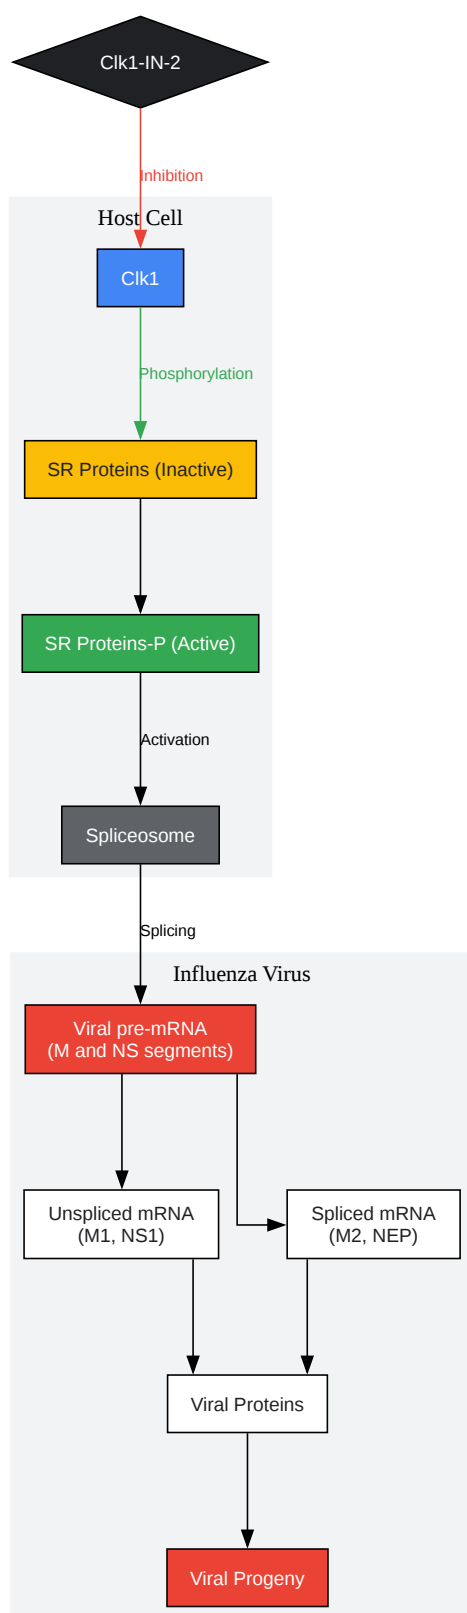 Clk1-IN-2
Inhibition
Host Cell
Clk1
Phosphorylation
SR Proteins (Inactive)
SR Proteins-P (Active)
Activation
Spliceosome
Splicing
Influenza Virus
Viral pre-mRNA
(M and NS segments)
Unspliced mRNA
(M1, NS1)
Spliced mRNA
(M2, NEP)
Viral Proteins
Viral Progeny